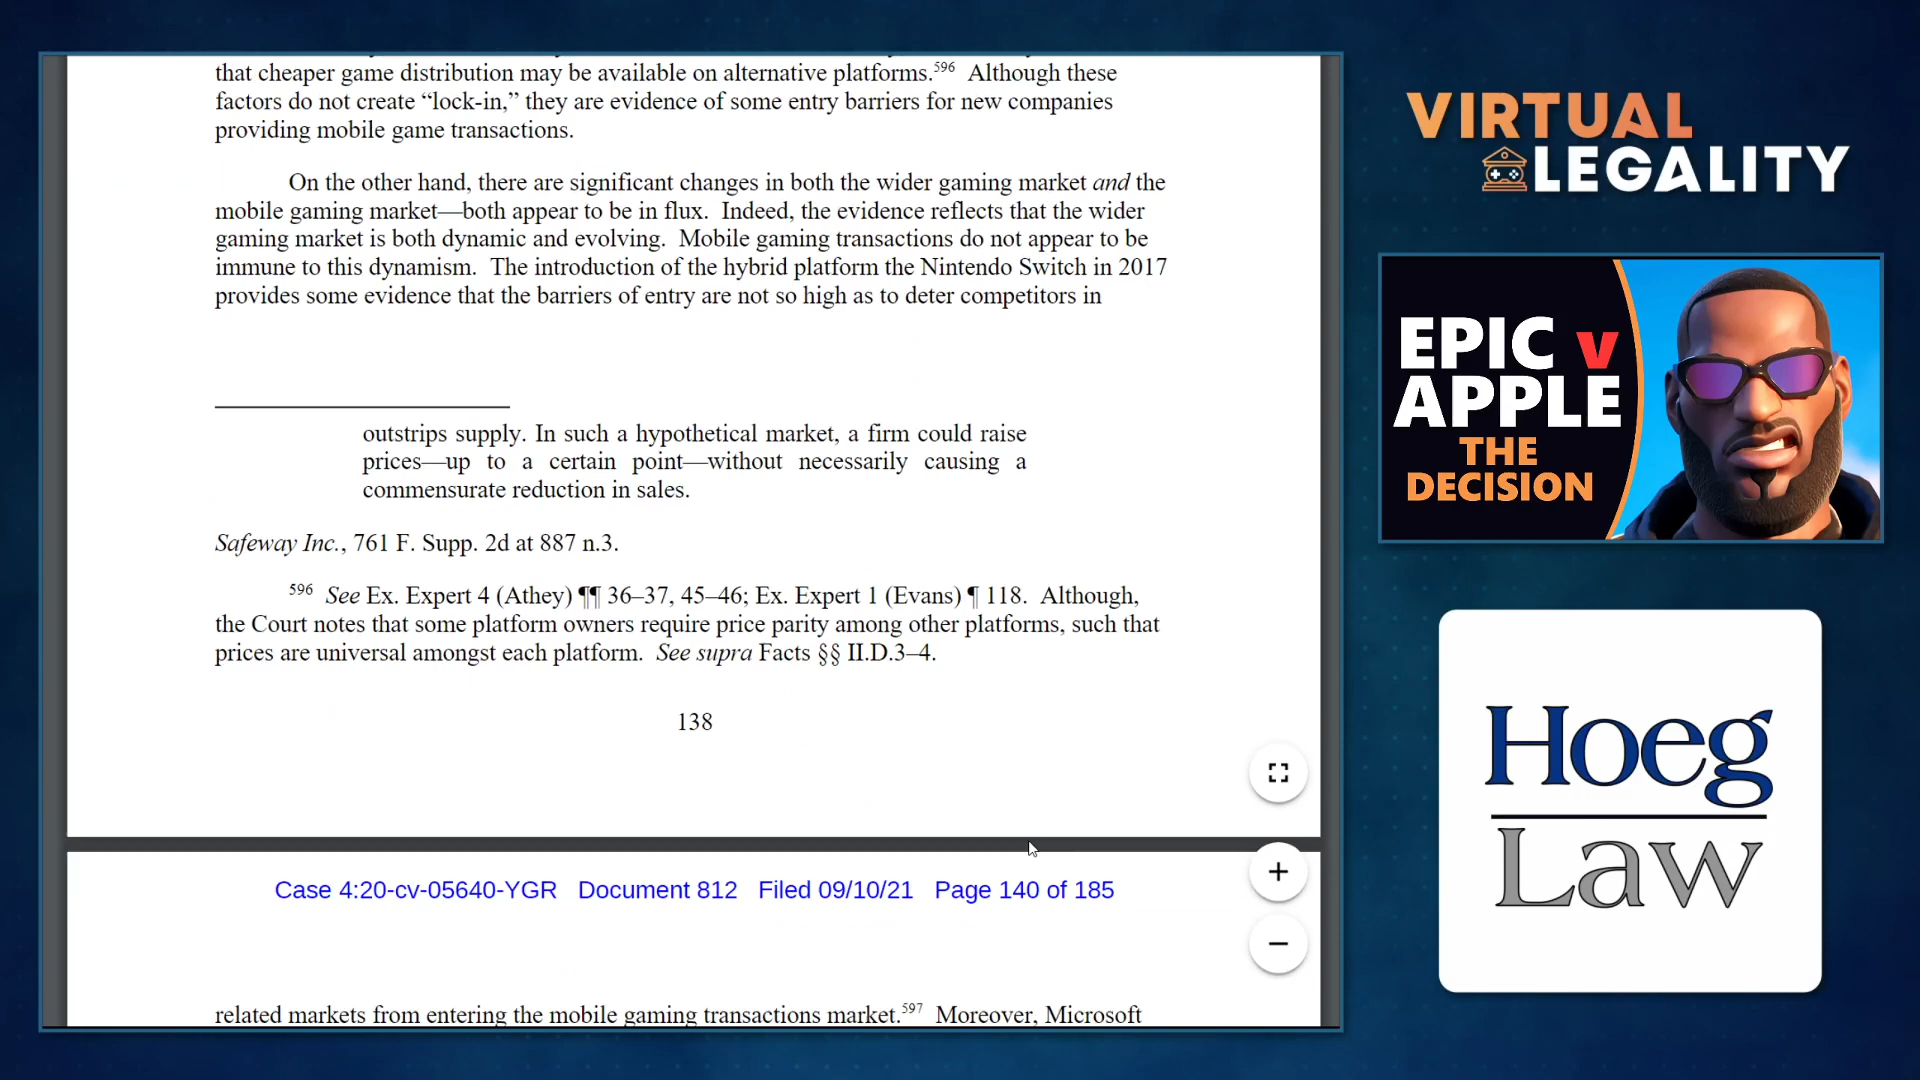 that cheaper game distribution may be available on alternative platforms.596 Although these
factors do not create “lock-in,” they are evidence of some entry barriers for new companies
providing mobile game transactions.
On the other hand, there are significant changes in both the wider gaming market and the
mobile gaming market—both appear to be in flux. Indeed, the evidence reflects that the wider
gaming market is both dynamic and evolving. Mobile gaming transactions do not appear to be
immune to this dynamism. The introduction of the hybrid platform the Nintendo Switch in 2017
provides some evidence that the barriers of entry are not so high as to deter competitors in
outstrips supply. In such a hypothetical market, a firm could raise
prices—up to a certain point—without necessarily causing a
commensurate reduction in sales.
Safeway Inc., 761 F. Supp. 2d at 887 n.3.
596 See Ex. Expert 4 (Athey) ¶¶ 36–37, 45–46; Ex. Expert 1 (Evans) ¶ 118. Although,
the Court notes that some platform owners require price parity among other platforms, such that
prices are universal amongst each platform. See supra Facts §§ II.D.3–4.
138
Case 4:20-cv-05640-YGR Document 812 Filed 09/10/21 Page 140 of 185
related markets from entering the mobile gaming transactions market.597 Moreover, Microsoft
VIRTUAL
LEGALITY
EPIC v
APPLE
THE
DECISION
Hoeg
Law